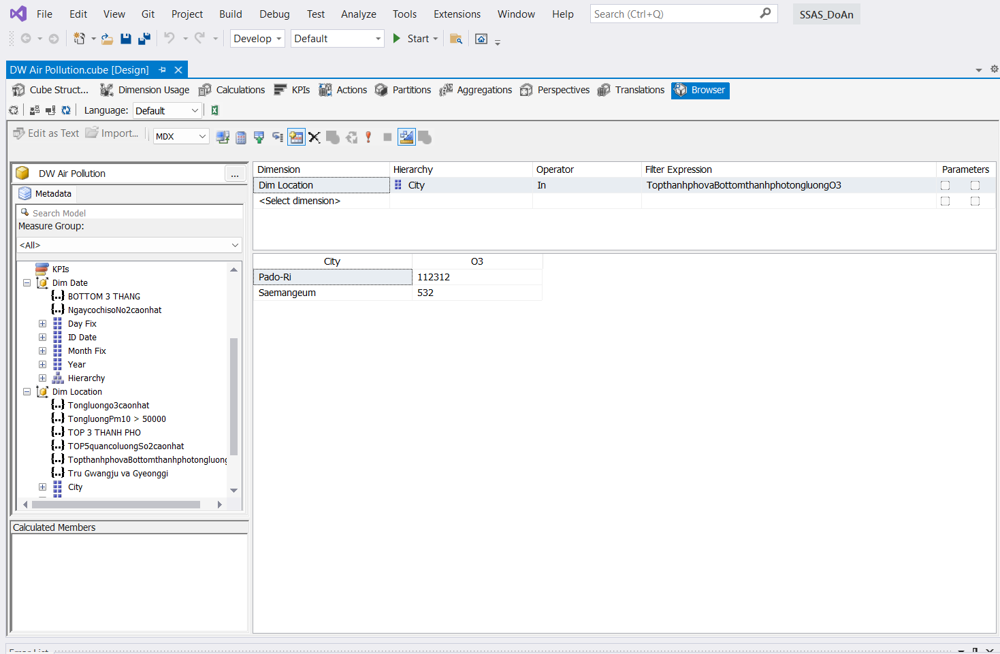 File Edit View Git Project Build Debug Test Analyze Tools Extensions Window Help Search (Ctrl+Q) SSAS_DoAn
Develop Default Start
DW Air Pollution.cube [Design]
Cube Struct... Dimension Usage Calculations KPIs Actions Partitions Aggregations Perspectives Translations Browser
Language: Default
Edit as Text Import... MDX
DW Air Pollution ...
Metadata
Search Model
Measure Group:
<All>
KPIs
Dim Date
BOTTOM 3 THANG
NgaycochisoNo2caonhat
Day Fix
ID Date
Month Fix
Year
Hierarchy
Dim Location
Tongluongo3caonhat
TongluongPm10 > 50000
TOP 3 THANH PHO
TOP5quancoluongSo2caonhat
TopthanhphovaBottomthanhphotongluong
Tru Gwangju va Gyeonggi
City
Calculated Members
Dimension Hierarchy Operator Filter Expression Parameters
Dim Location City In TopthanhphovaBottomthanhphotongluongO3
<Select dimension>
City O3
Pado-Ri 112312
Saemangeum 532
Error List